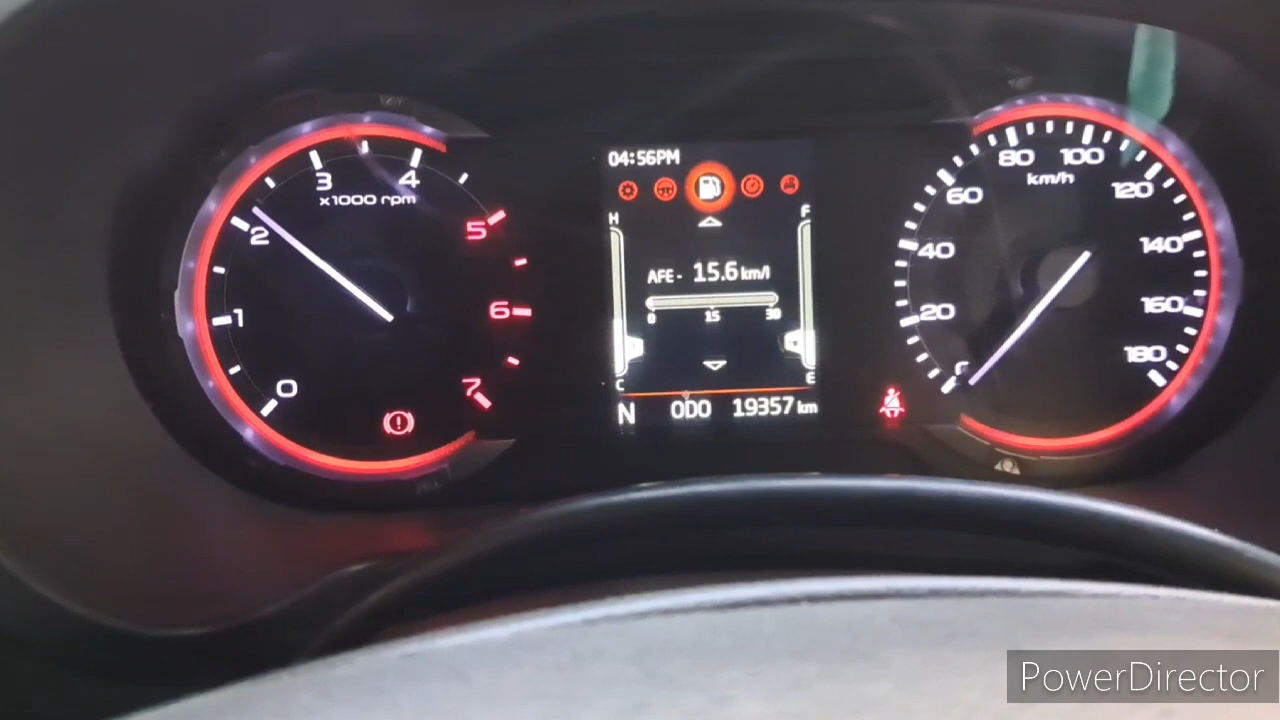 04:56PM
3
4
x1000 rpm
2
5
1
6
0
7
H
F
AFE - 15.6 km/l
0 15 30
C
E
N ODO 19357 km
80
100
km/h
60
120
40
140
20
160
180
PowerDirector